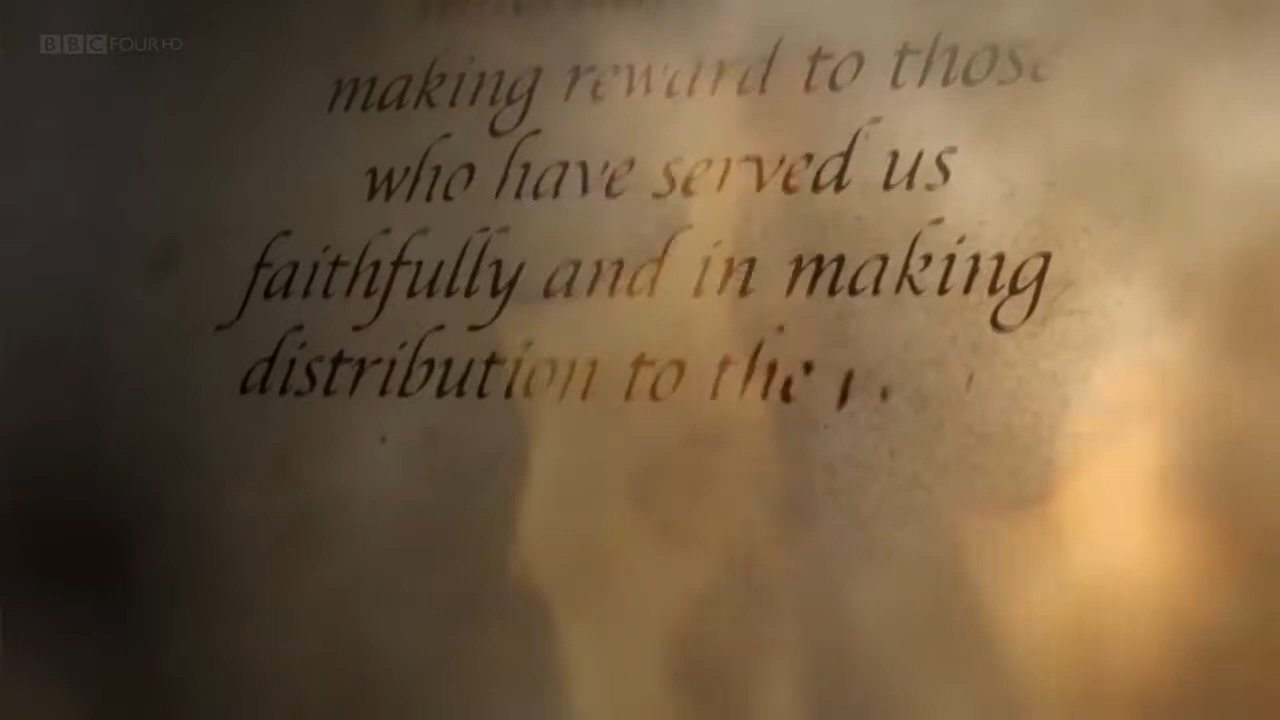 BBC FOUR HD
making reward to those
who have served us
faithfully and in making
distribution to the